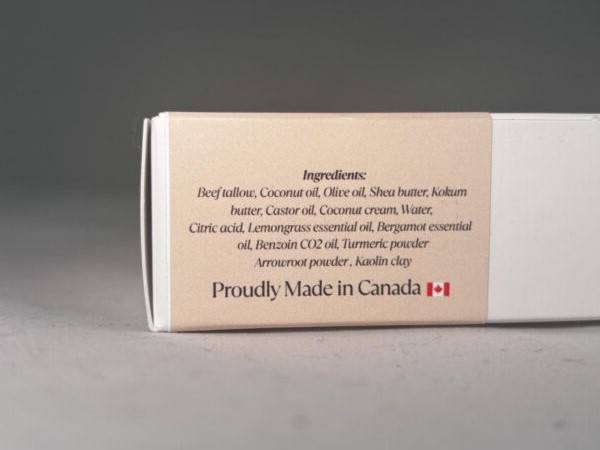 Ingredients:
Beef tallow, Coconut oil, Olive oil, Shea butter, Kokum
butter, Castor oil, Coconut cream, Water,
Citric acid, Lemongrass essential oil, Bergamot essential
oil, Benzoin CO2 oil, Turmeric powder
Arrowroot powder , Kaolin clay
Proudly Made in Canada